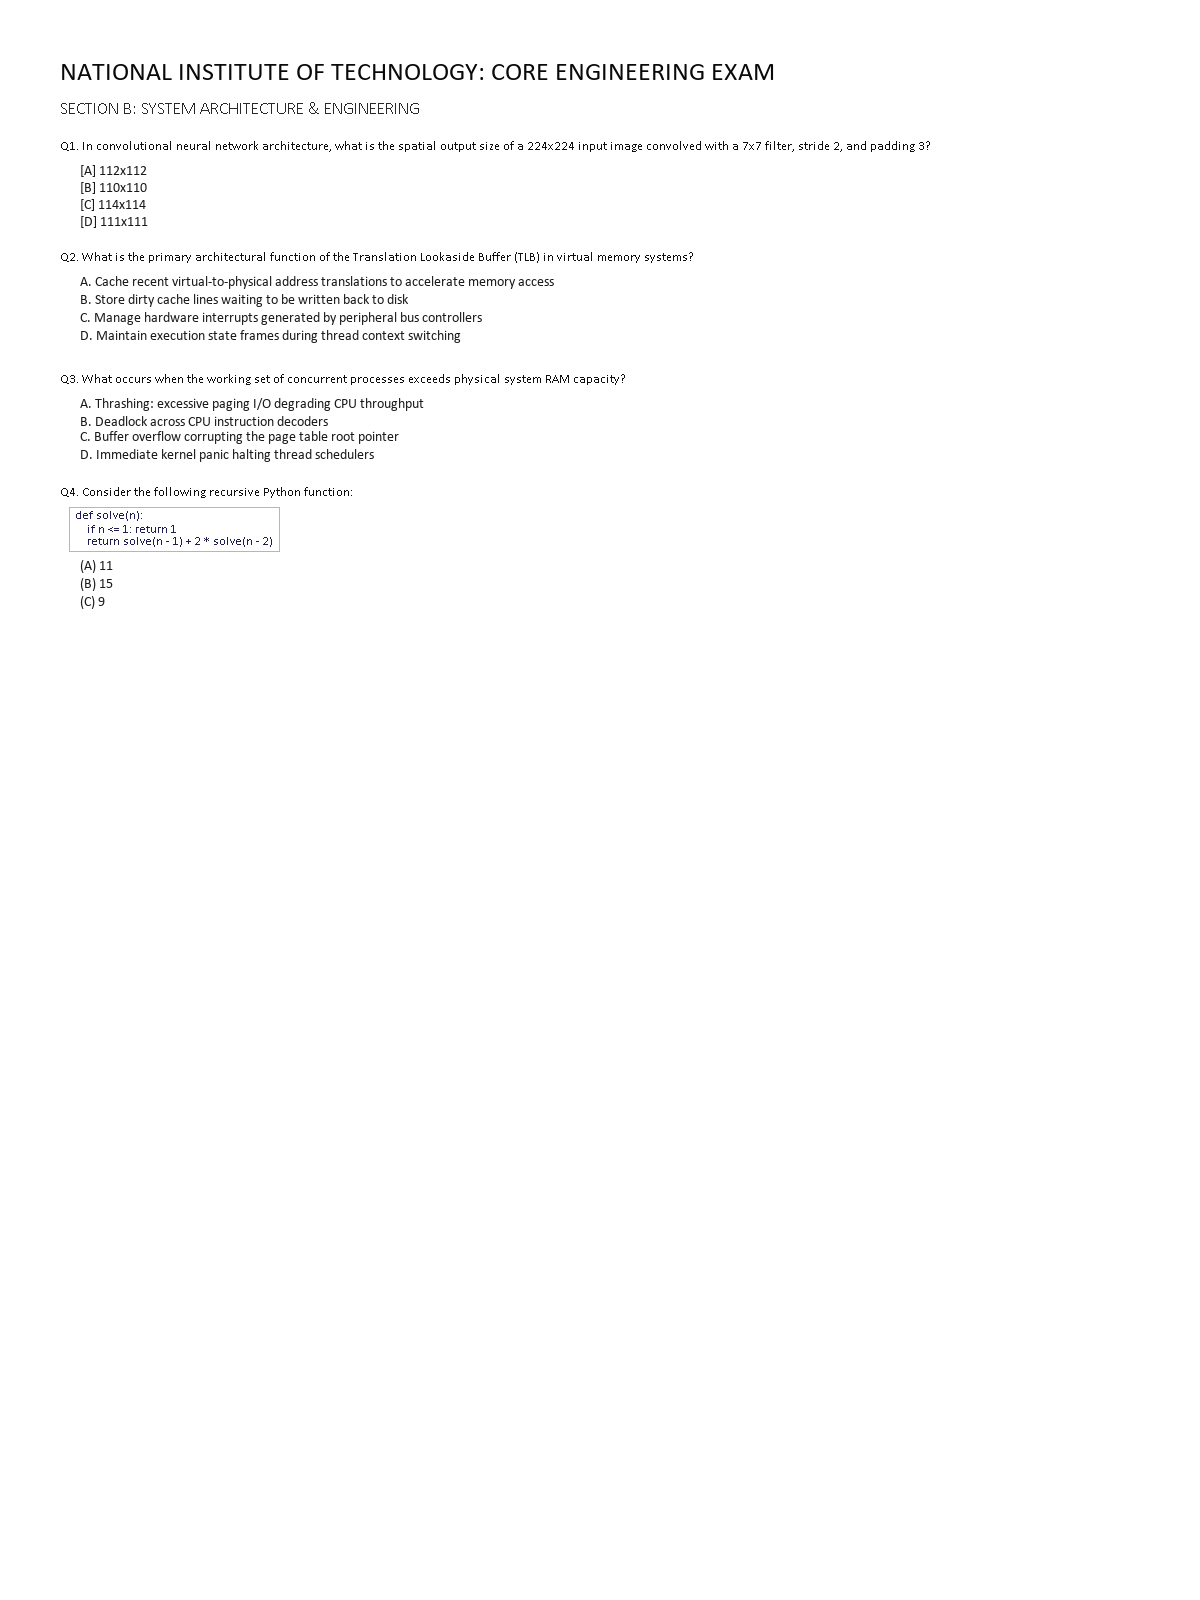 NATIONAL INSTITUTE OF TECHNOLOGY: CORE ENGINEERING EXAM
SECTION B: SYSTEM ARCHITECTURE & ENGINEERING
Q1. In convolutional neural network architecture, what is the spatial output size of a 224x224 input image convolved with a 7x7 filter, stride 2, and padding 3?
[A] 112x112
[B] 110x110
[C] 114x114
[D] 111x111
Q2. What is the primary architectural function of the Translation Lookaside Buffer (TLB) in virtual memory systems?
A. Cache recent virtual-to-physical address translations to accelerate memory access
B. Store dirty cache lines waiting to be written back to disk
C. Manage hardware interrupts generated by peripheral bus controllers
D. Maintain execution state frames during thread context switching
Q3. What occurs when the working set of concurrent processes exceeds physical system RAM capacity?
A. Thrashing: excessive paging I/O degrading CPU throughput
B. Deadlock across CPU instruction decoders
C. Buffer overflow corrupting the page table root pointer
D. Immediate kernel panic halting thread schedulers
Q4. Consider the following recursive Python function:
def solve(n):
    if n <= 1: return 1
    return solve(n - 1) + 2 * solve(n - 2)
(A) 11
(B) 15
(C) 9